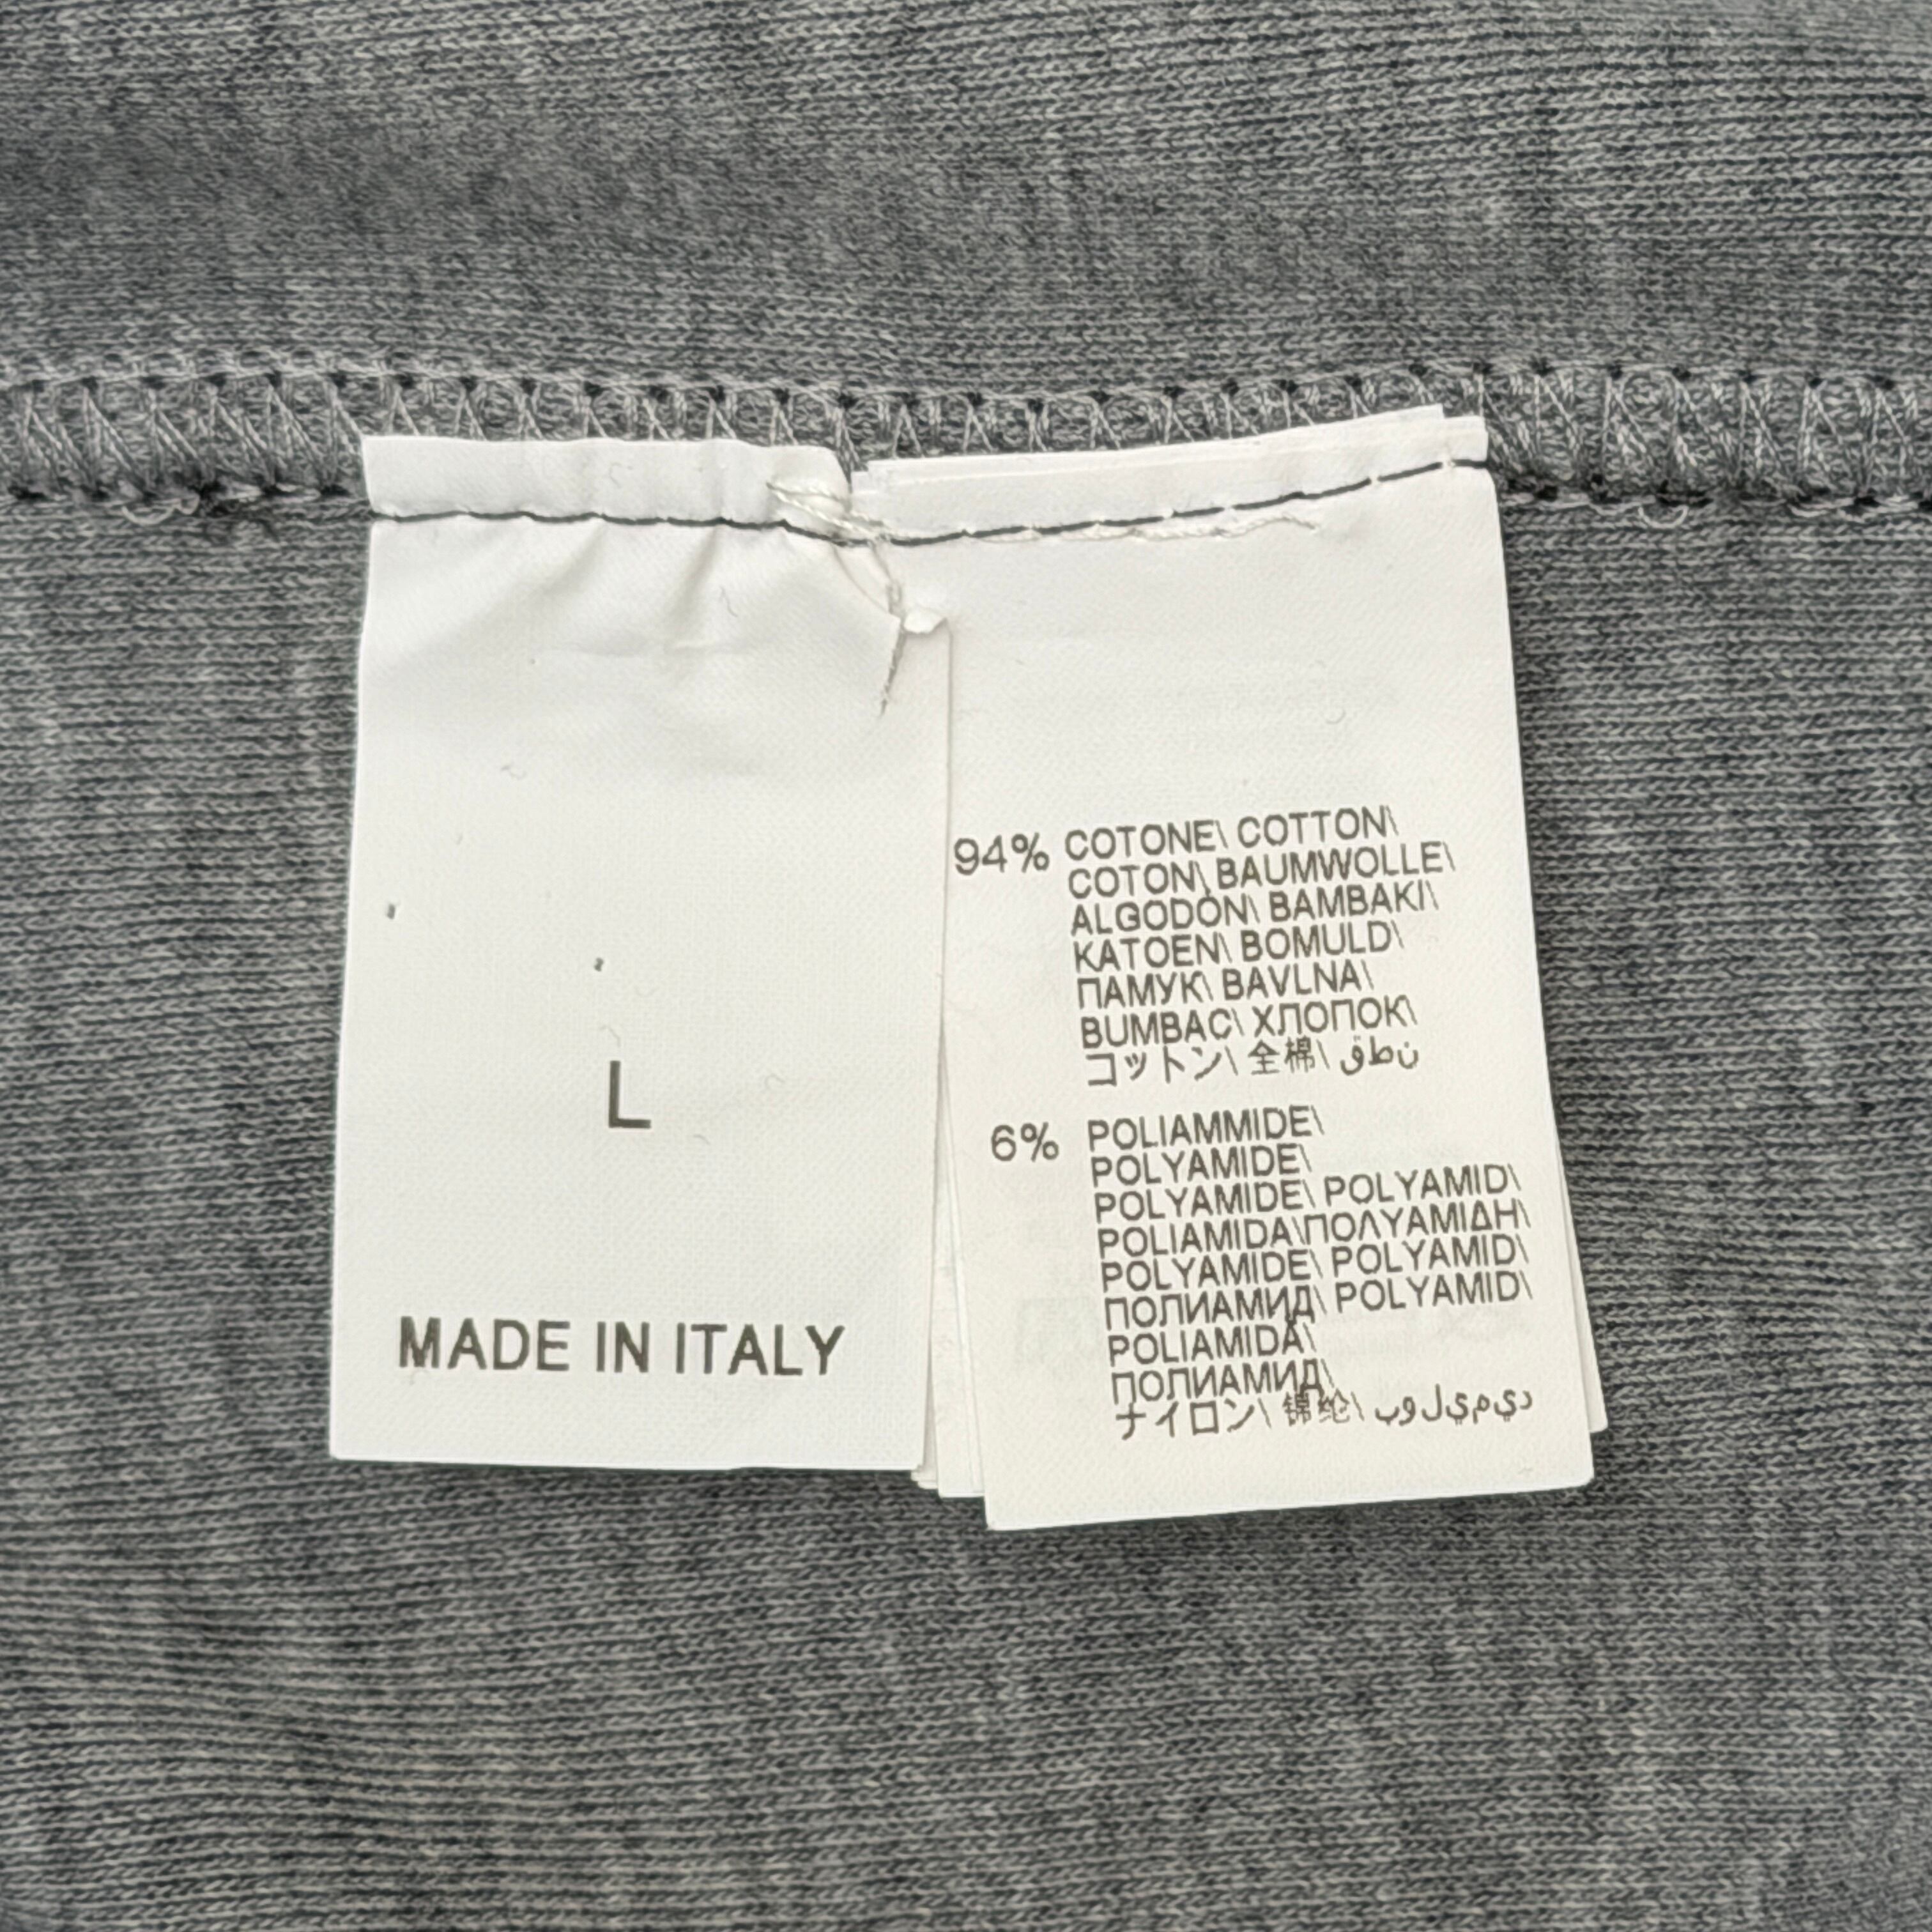 L
MADE IN ITALY
94% COTONE\ COTTON\
COTON\ BAUMWOLLE\
ALGODÓN\ BAMBAKI\
KATOEN\ BOMULD\
ПАМУК\ BAVLNA\
BUMBAC\ ХЛОПОК\
コットン\ 全棉\ قطن
6% POLIAMMIDE\
POLYAMIDE\
POLYAMIDE\ POLYAMID\
POLIAMIDA\ΠΟΛΥΑΜΙΔΗ\
POLYAMIDE\ POLYAMID\
ПОЛИАМИД\ POLYAMID\
POLIAMIDA\
ПОЛИАМИД\
ナイロン\ 锦纶\ بوليميد